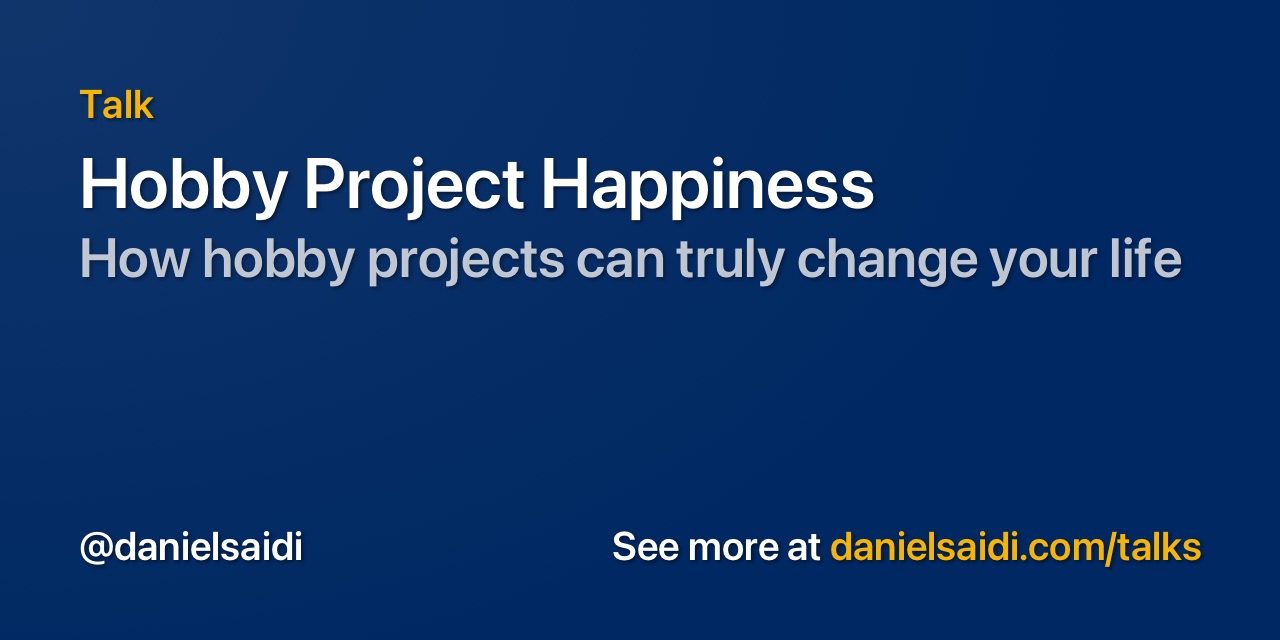 Talk
Hobby Project Happiness
How hobby projects can truly change your life
@danielsaidi
See more at danielsaidi.com/talks